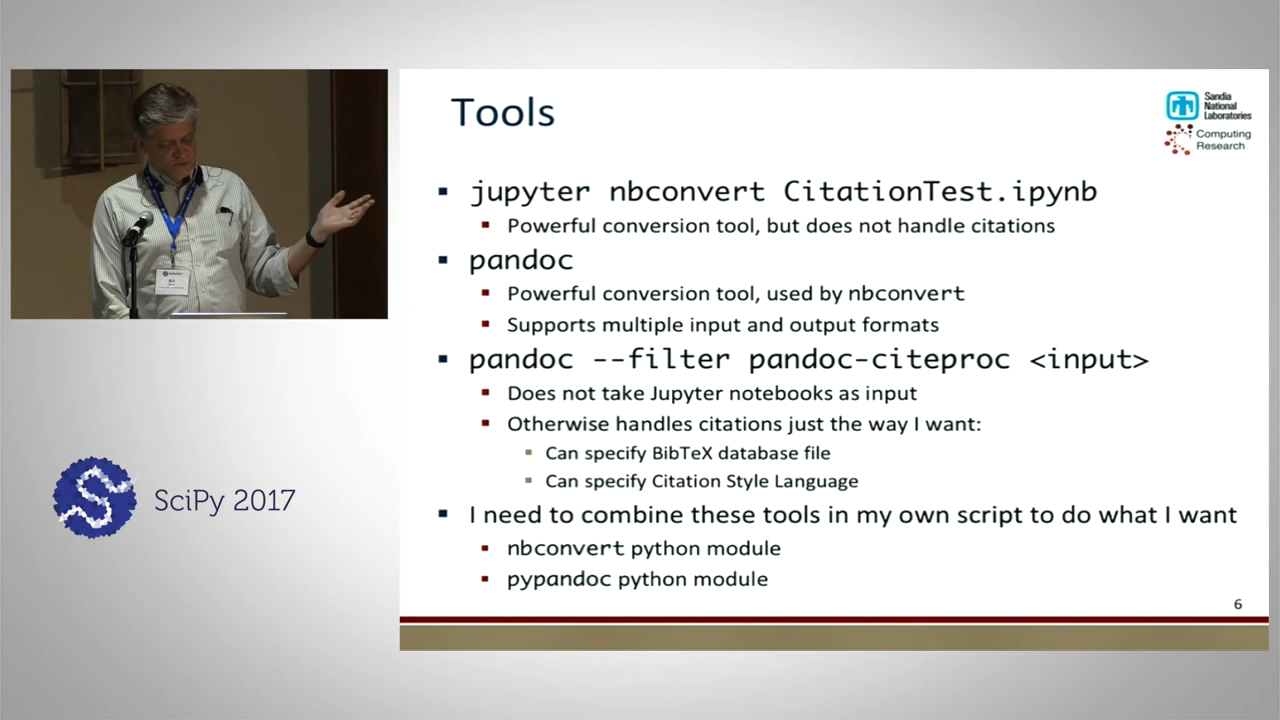 Tools
Sandia
National
Laboratories
Computing
Research
jupyter nbconvert CitationTest.ipynb
Powerful conversion tool, but does not handle citations
pandoc
Powerful conversion tool, used by nbconvert
Supports multiple input and output formats
pandoc --filter pandoc-citeproc <input>
Does not take Jupyter notebooks as input
Otherwise handles citations just the way I want:
Can specify BibTeX database file
Can specify Citation Style Language
I need to combine these tools in my own script to do what I want
nbconvert python module
pypandoc python module
6
SciPy 2017